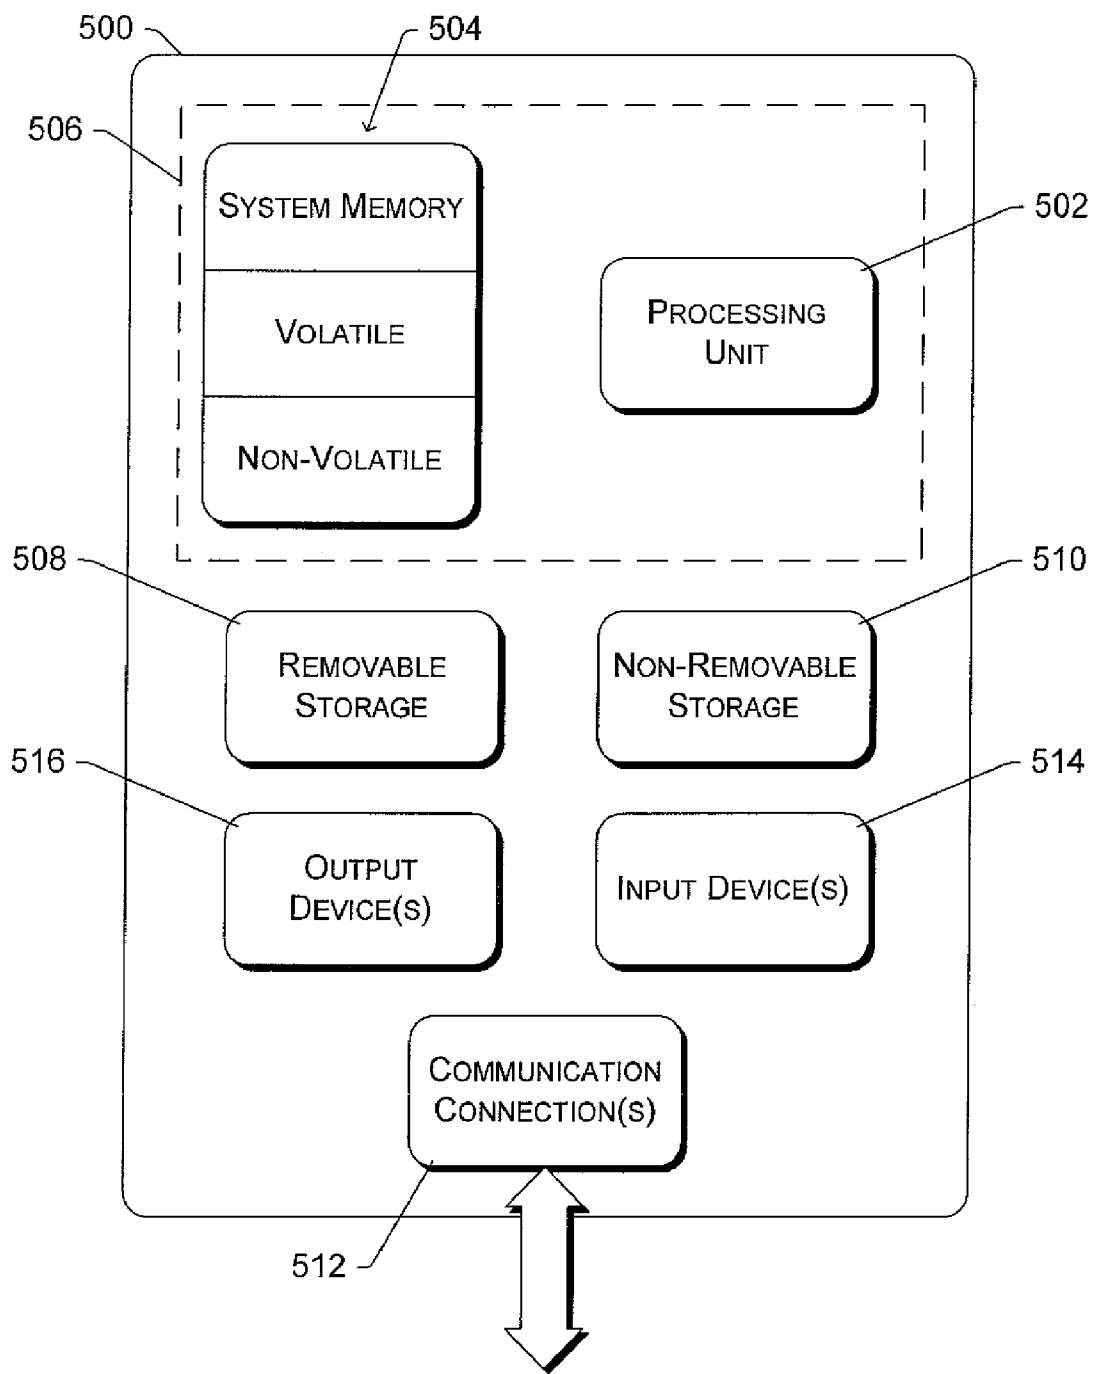 500
504
506
SYSTEM MEMORY
502
PROCESSING
UNIT
VOLATILE
NON-VOLATILE
508
510
REMOVABLE
STORAGE
NON-REMOVABLE
STORAGE
516
514
OUTPUT
DEVICE(S)
INPUT DEVICE(S)
COMMUNICATION
CONNECTION(S)
512